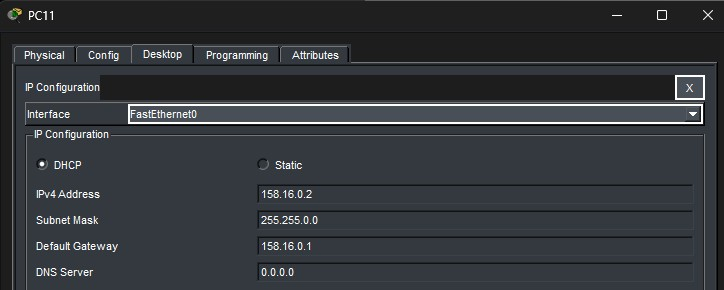 PC11
Physical Config Desktop Programming Attributes
IP Configuration X
Interface FastEthernet0
IP Configuration
DHCP Static
IPv4 Address 158.16.0.2
Subnet Mask 255.255.0.0
Default Gateway 158.16.0.1
DNS Server 0.0.0.0